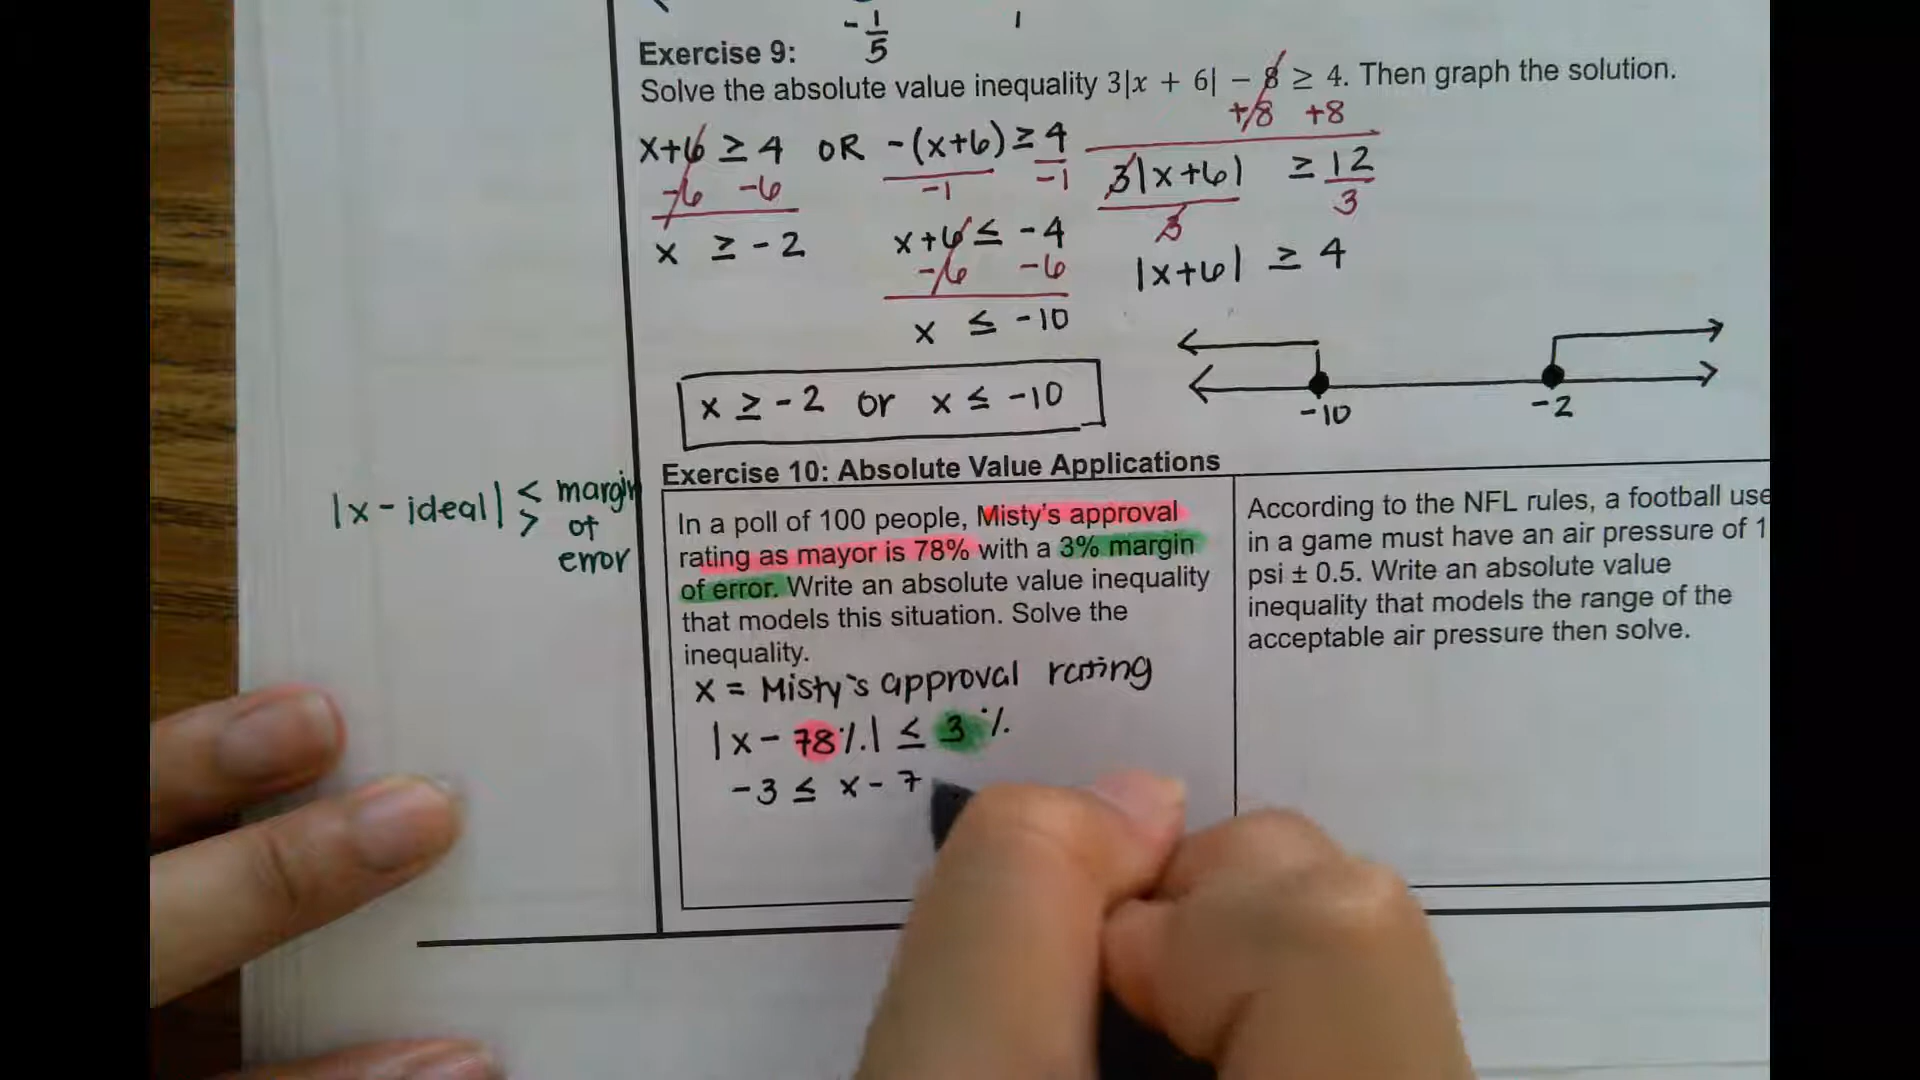 - 1/5
Exercise 9:
Solve the absolute value inequality 3|x + 6| − 8 ≥ 4. Then graph the solution.
+8 +8
x+6 ≥ 4 OR -(x+6) ≥ 4
-6 -6
-1 -1
3|x+6| ≥ 12
3 3
x ≥ -2
x+6 ≤ -4
-6 -6
|x+6| ≥ 4
x ≤ -10
x ≥ -2 or x ≤ -10
-10 -2
Exercise 10: Absolute Value Applications
|x - ideal| < > margin
of
error
In a poll of 100 people, Misty's approval
rating as mayor is 78% with a 3% margin
of error. Write an absolute value inequality
that models this situation. Solve the
inequality.
x = Misty's approval rating
|x - 78%| ≤ 3%
-3 ≤ x - 7
According to the NFL rules, a football use
in a game must have an air pressure of 1
psi ± 0.5. Write an absolute value
inequality that models the range of the
acceptable air pressure then solve.